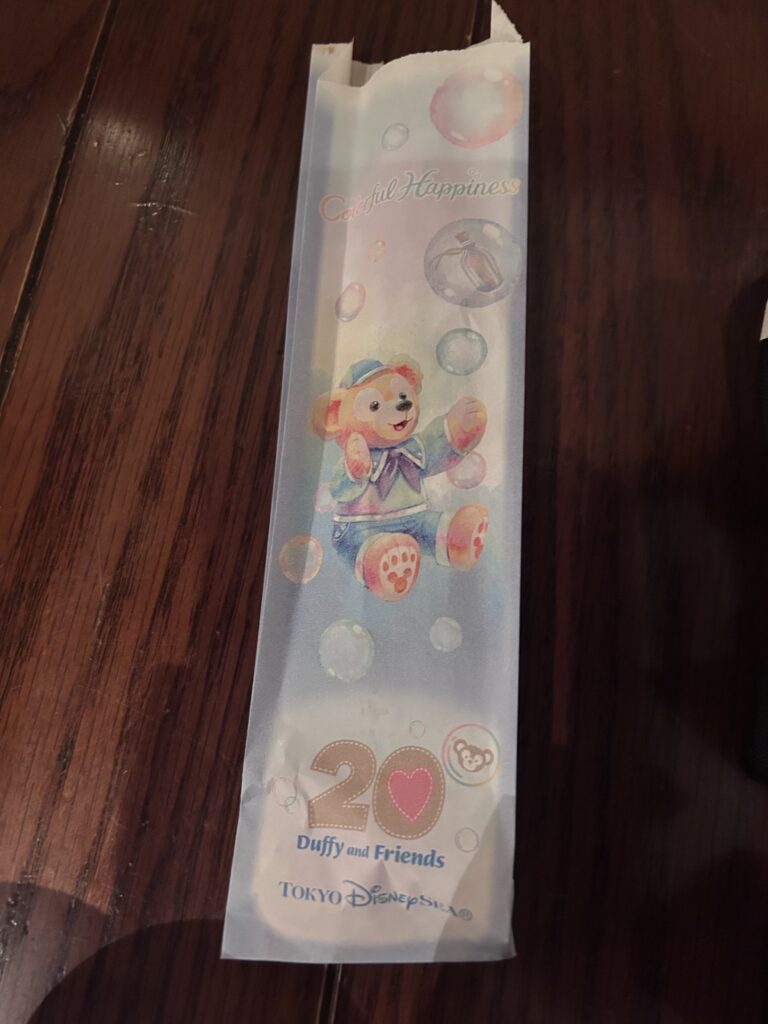 Colorful Happiness
20
Duffy and Friends
TOKYO DISNEYSEA®